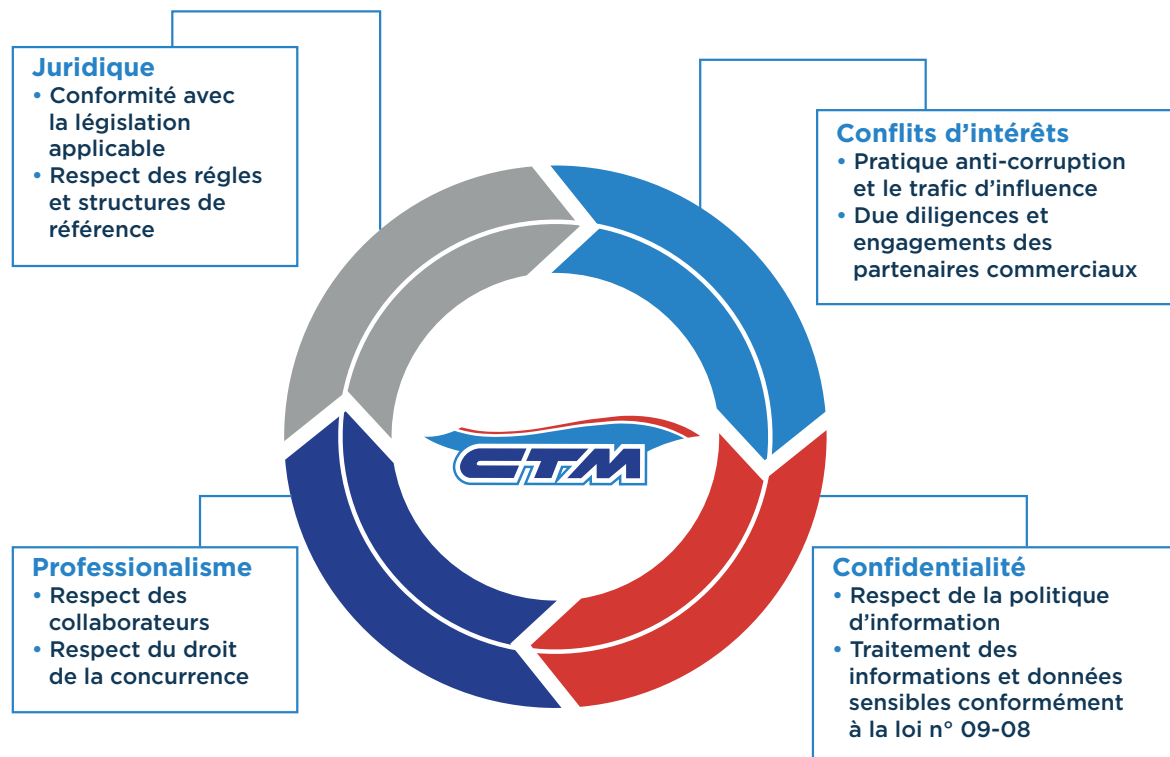 Juridique
• Conformité avec
la législation
applicable
• Respect des régles
et structures de
référence
Conflits d’intérêts
• Pratique anti-corruption
et le trafic d’influence
• Due diligences et
engagements des
partenaires commerciaux
CTM
Professionalisme
• Respect des
collaborateurs
• Respect du droit
de la concurrence
Confidentialité
• Respect de la politique
d’information
• Traitement des
informations et données
sensibles conformément
à la loi n° 09-08